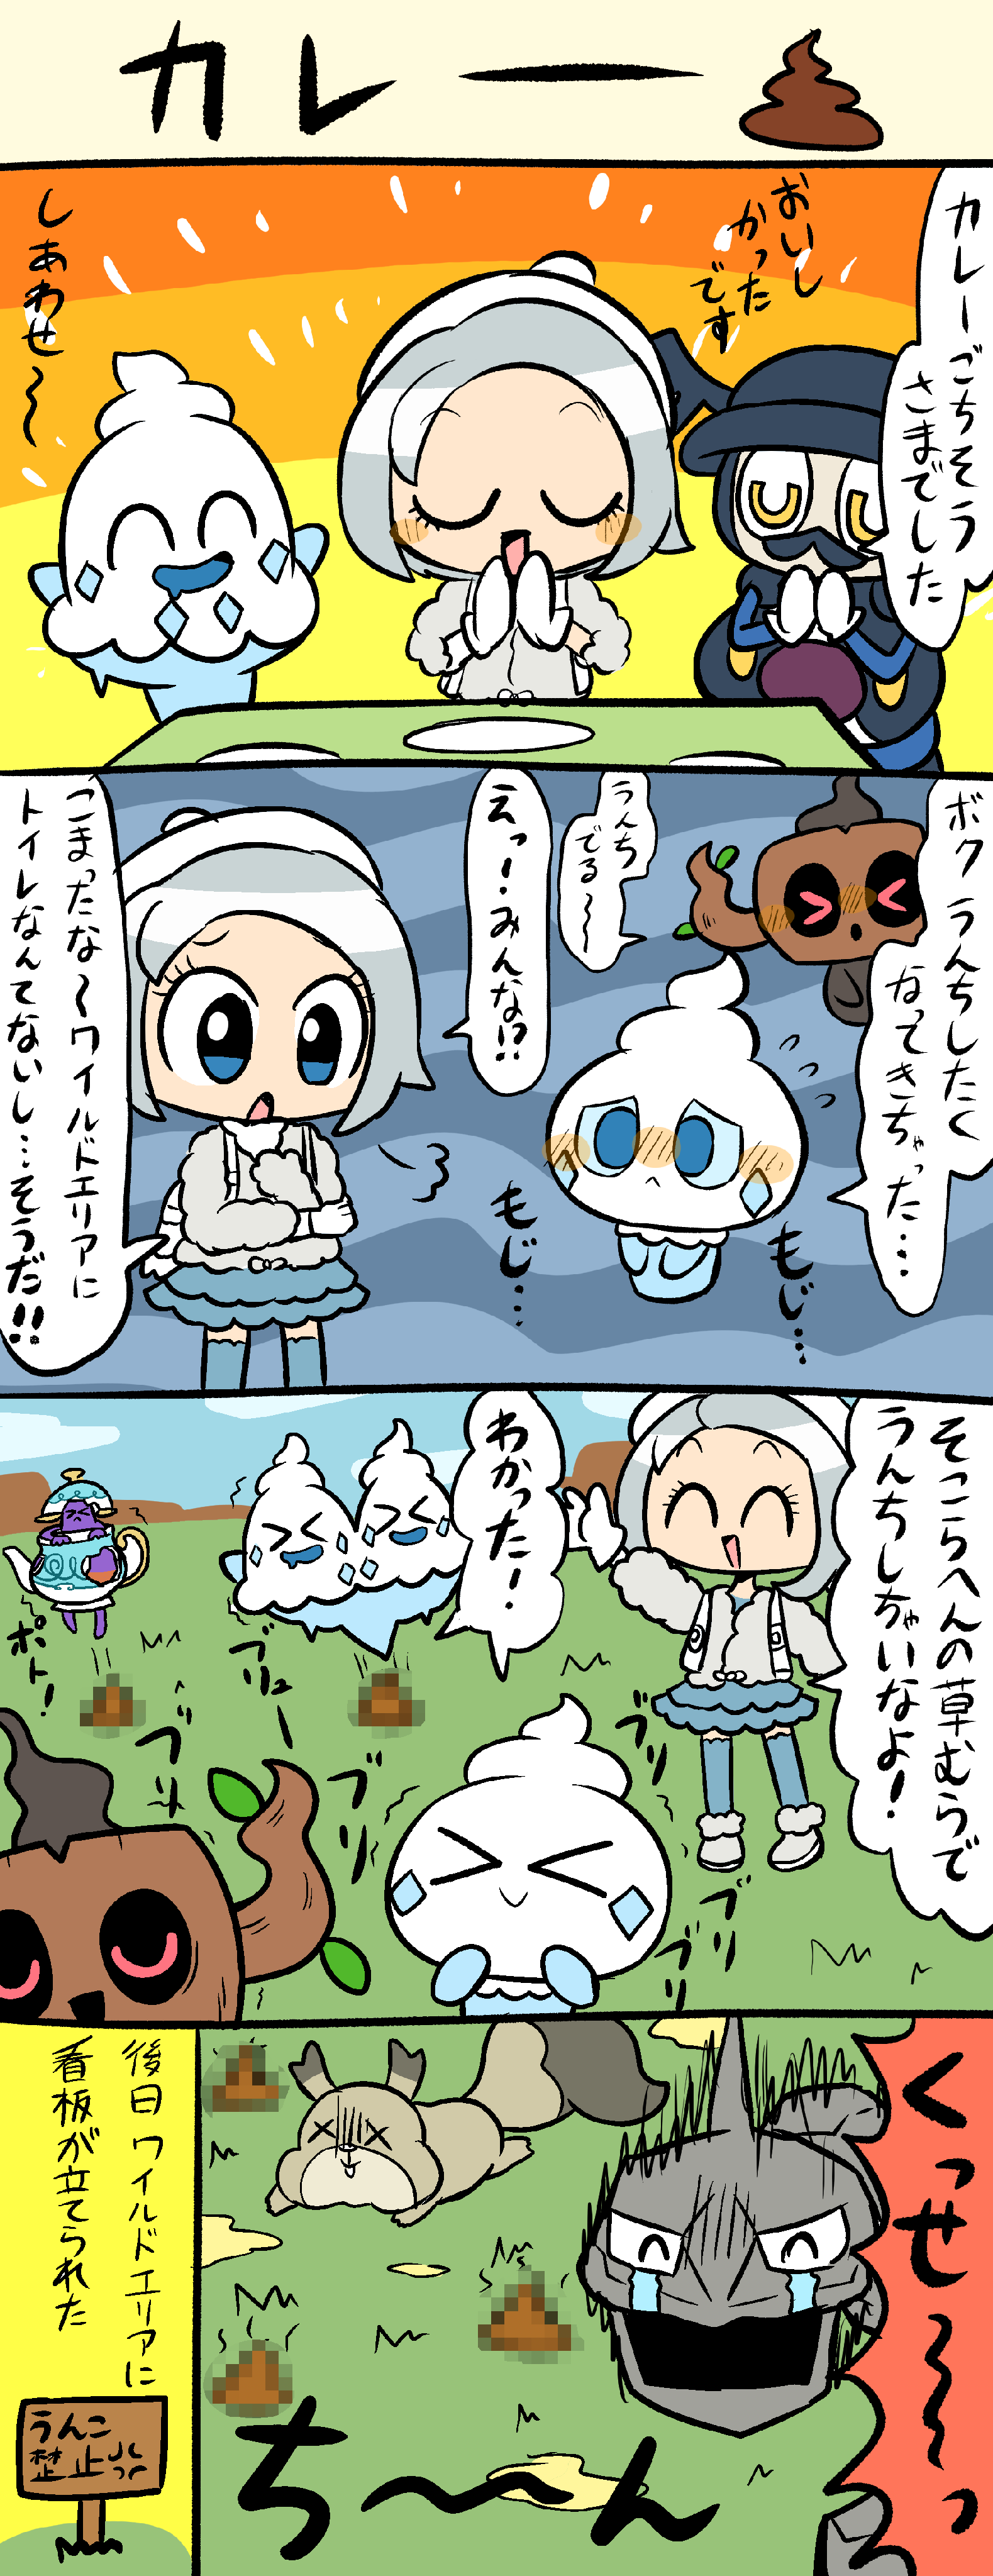 カレー
カレーごちそう
さまでした
おいし
かった
です
しあわせ〜
ボク うんちしたく
なってきちゃった…
うんち
でる〜
えっ!みんな!?
もじ…
もじ…
こまったな〜ワイルドエリアに
トイレなんてないし…そうだ!!
そこらへんの草むらで
うんちしちゃいなよ!
わかった!
ブリ
ブリ
ブリ
ブリ
ブリュー
ブリッ
ポト!
くっせ〜〜っ
ち〜〜ん
後日 ワイルドエリアに
看板が立てられた
うんこ
禁止